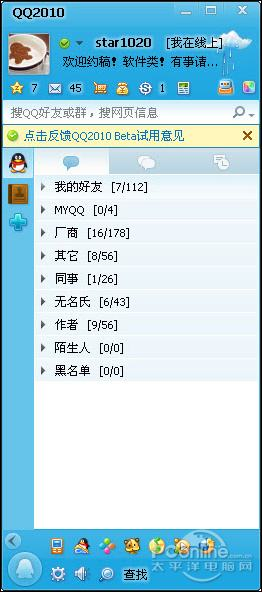 QQ2010
star1020 [我在线上]
欢迎约稿！软件类！有事请...
7 45 1
搜QQ好友或群，搜网页信息
点击反馈QQ2010 Beta试用意见
我的好友 [7/112]
MYQQ [0/4]
厂商 [16/178]
其它 [8/56]
同事 [1/26]
无名氏 [6/43]
作者 [9/56]
陌生人 [0/0]
黑名单 [0/0]
PConline.com
太平洋电脑网
查找